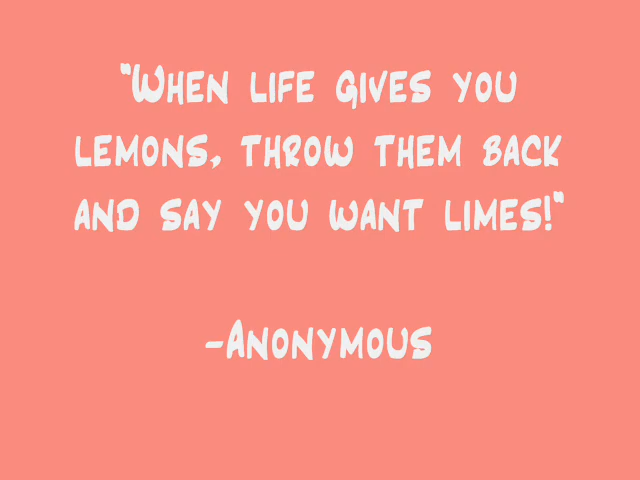 "When life gives you
lemons, throw them back
and say you want limes!"
-Anonymous